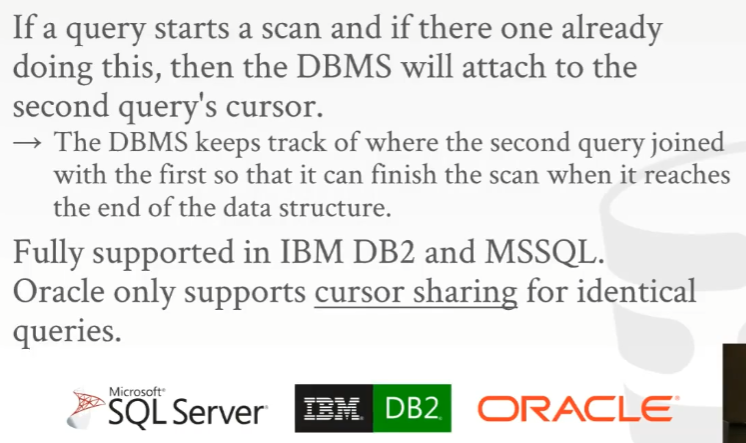 If a query starts a scan and if there one already
doing this, then the DBMS will attach to the
second query's cursor.
→ The DBMS keeps track of where the second query joined
with the first so that it can finish the scan when it reaches
the end of the data structure.
Fully supported in IBM DB2 and MSSQL.
Oracle only supports cursor sharing for identical
queries.
Microsoft®
SQL Server®
IBM DB2.
ORACLE®